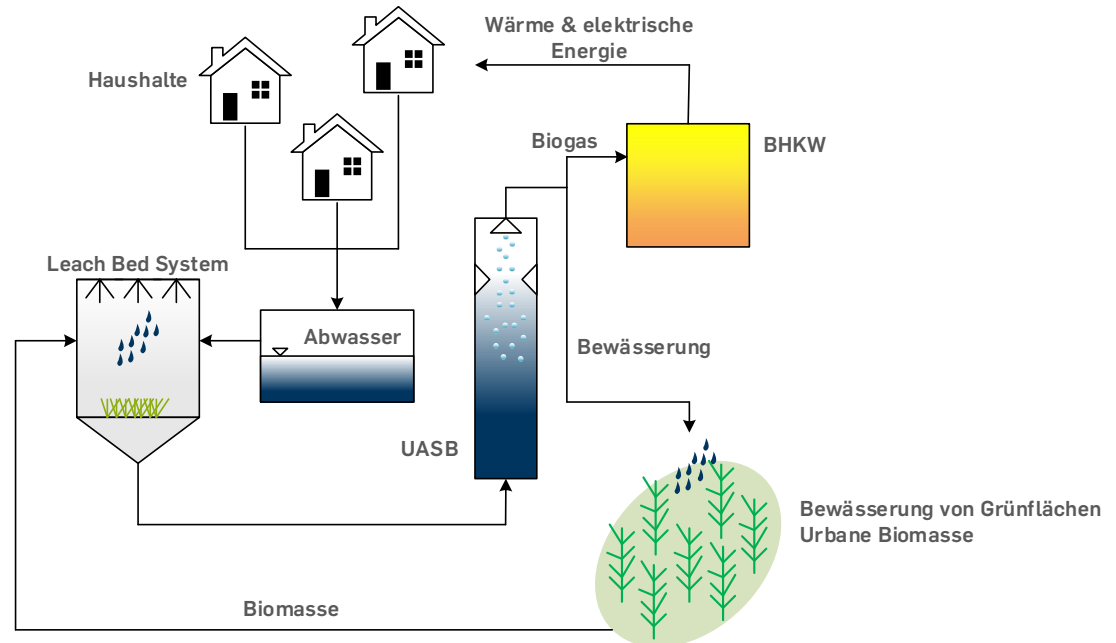 Wärme & elektrische
Energie
Haushalte
Biogas
BHKW
Leach Bed System
Abwasser
Bewässerung
UASB
Bewässerung von Grünflächen
Urbane Biomasse
Biomasse